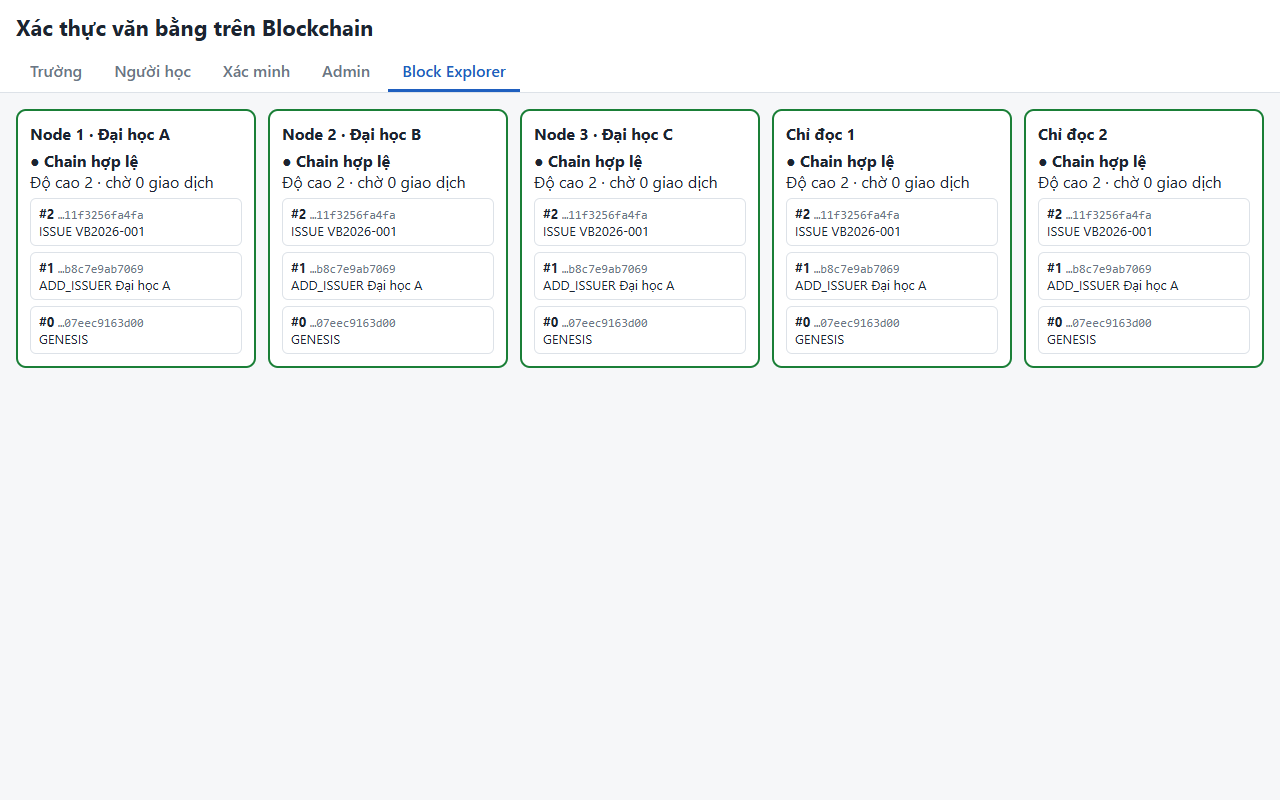 Xác thực văn bằng trên Blockchain
Trường Người học Xác minh Admin Block Explorer
Node 1 · Đại học A
● Chain hợp lệ
Độ cao 2 · chờ 0 giao dịch
#2 …11f3256fa4fa
ISSUE VB2026-001
#1 …b8c7e9ab7069
ADD_ISSUER Đại học A
#0 …07eec9163d00
GENESIS
Node 2 · Đại học B
● Chain hợp lệ
Độ cao 2 · chờ 0 giao dịch
#2 …11f3256fa4fa
ISSUE VB2026-001
#1 …b8c7e9ab7069
ADD_ISSUER Đại học A
#0 …07eec9163d00
GENESIS
Node 3 · Đại học C
● Chain hợp lệ
Độ cao 2 · chờ 0 giao dịch
#2 …11f3256fa4fa
ISSUE VB2026-001
#1 …b8c7e9ab7069
ADD_ISSUER Đại học A
#0 …07eec9163d00
GENESIS
Chỉ đọc 1
● Chain hợp lệ
Độ cao 2 · chờ 0 giao dịch
#2 …11f3256fa4fa
ISSUE VB2026-001
#1 …b8c7e9ab7069
ADD_ISSUER Đại học A
#0 …07eec9163d00
GENESIS
Chỉ đọc 2
● Chain hợp lệ
Độ cao 2 · chờ 0 giao dịch
#2 …11f3256fa4fa
ISSUE VB2026-001
#1 …b8c7e9ab7069
ADD_ISSUER Đại học A
#0 …07eec9163d00
GENESIS